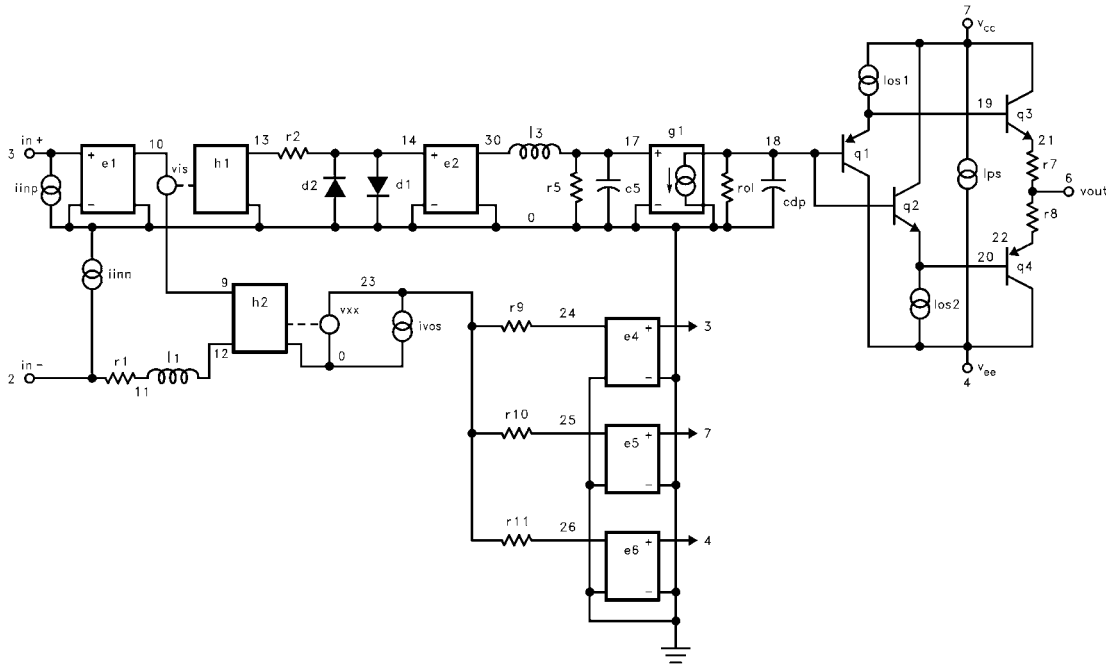 7
vcc
Ios1
19
q3
21
r7
6
vout
r8
22
q4
20
Ios2
vee
4
Ips
q1
q2
in+
3
iinp
e1
10
vis
h1
13
r2
d2
d1
14
e2
30
l3
r5
c5
17
g1
rol
18
cdp
0
iinn
9
h2
12
23
vxx
ivos
0
in-
2
r1
11
l1
r9
24
e4
3
r10
25
e5
7
r11
26
e6
4